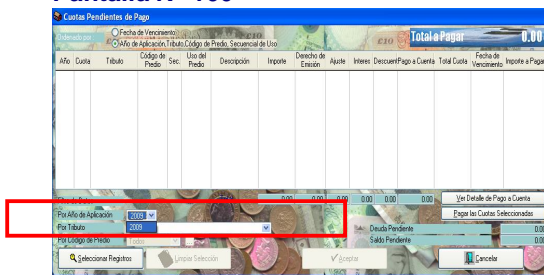 Cuotas Pendientes de Pago
Ordenado por
Fecha de Vencimiento
Año de Aplicación,Tributo,Código de Predio, Secuencial de Uso
Total a Pagar 0.00
Año Cuota Tributo Código de Predio Sec. Uso del Predio Descripción Importe Derecho de Emisión Ajuste Interes Descuent Pago a Cuenta Total Cuota Fecha de Vencimiento Importe a Pagar
0.00 0.00 0.00 0.00 0.00 0.00
Ver Detalle de Pago a Cuenta
Por Año de Aplicación 2009
Pagar las Cuotas Seleccionadas
Por Tributo 2009
Deuda Pendiente 0.00
Por Código de Predio Todos
Saldo Pendiente 0.00
Seleccionar Registros
Limpiar Selección
Aceptar
Cancelar